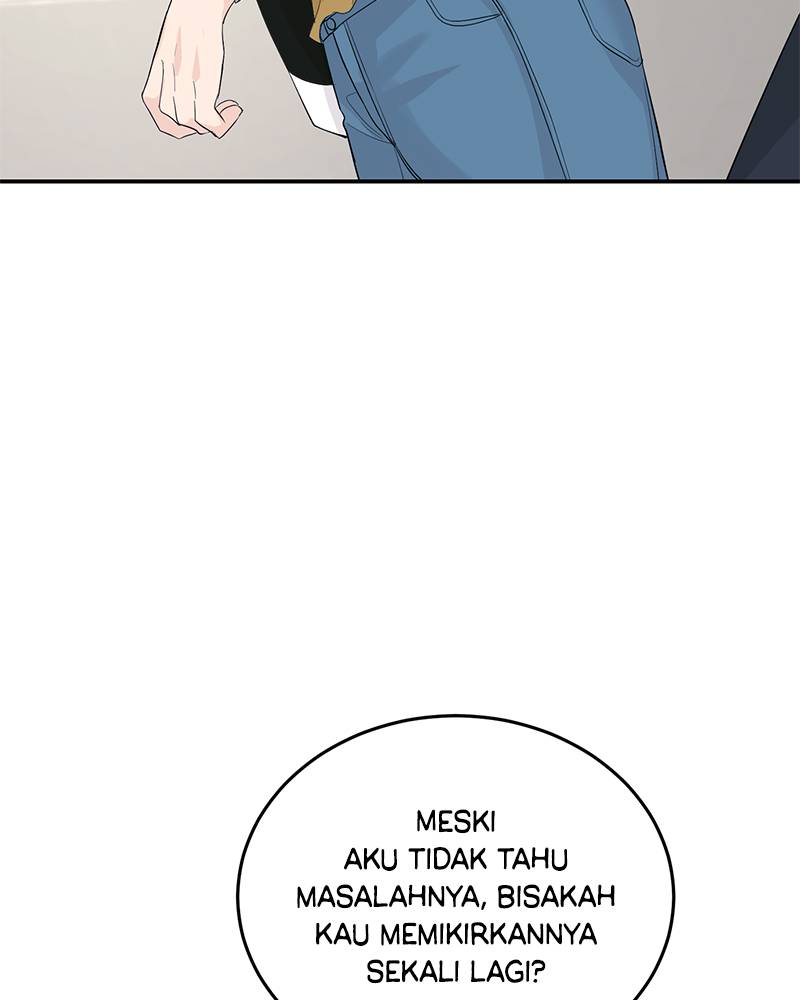 MESKI
AKU TIDAK TAHU
MASALAHNYA, BISAKAH
KAU MEMIKIRKANNYA
SEKALI LAGI?